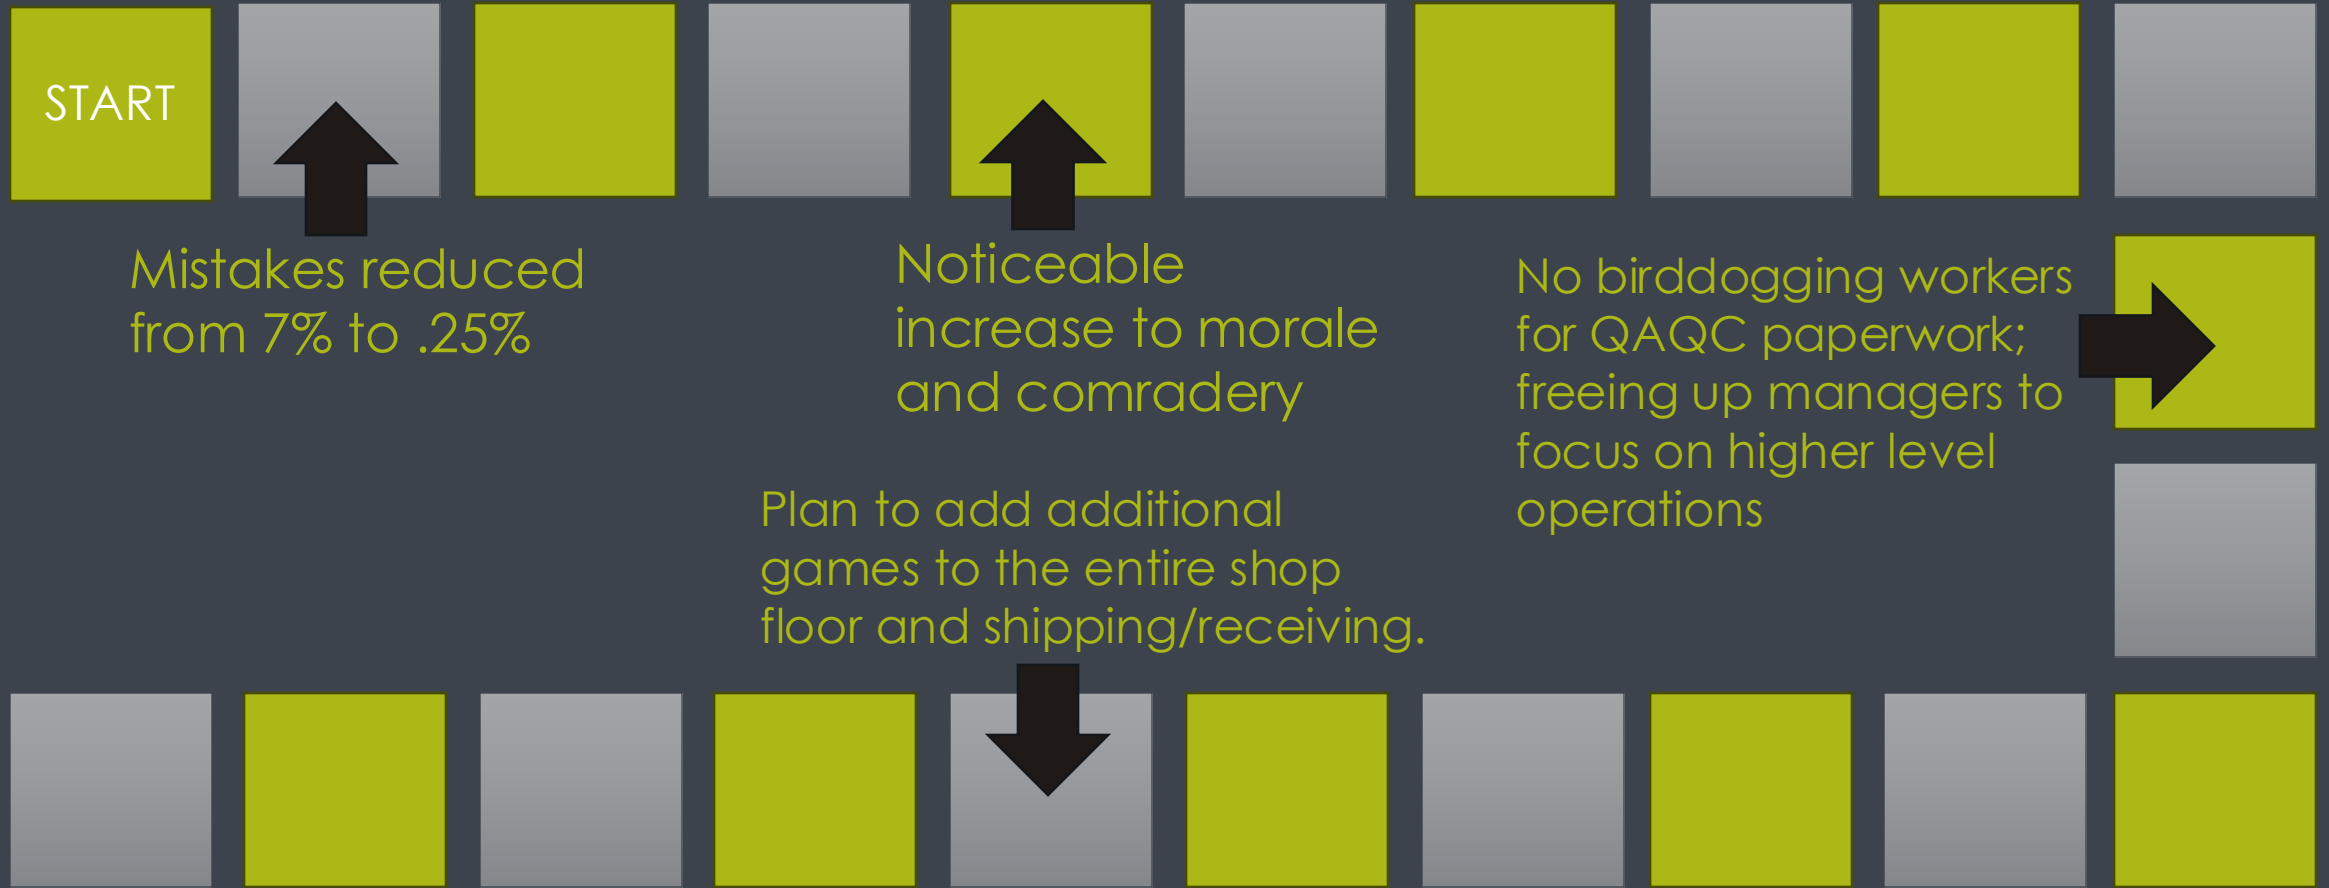 START
Mistakes reduced
from 7% to .25%
Noticeable
increase to morale
and comradery
No birddogging workers
for QAQC paperwork;
freeing up managers to
focus on higher level
operations
Plan to add additional
games to the entire shop
floor and shipping/receiving.